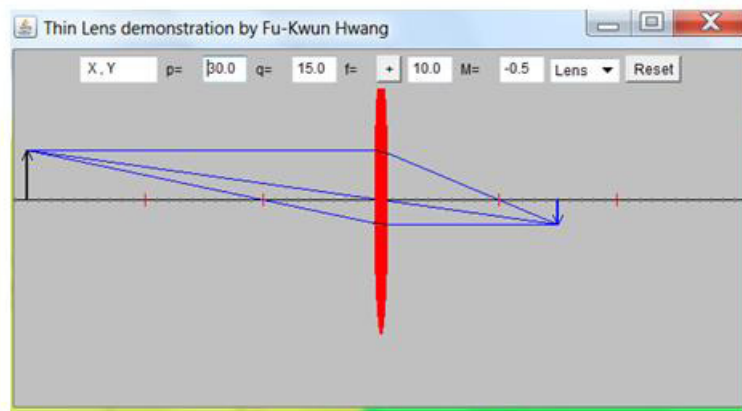 Thin Lens demonstration by Fu-Kwun Hwang
X,Y p= 30.0 q= 15.0 f= + 10.0 M= -0.5 Lens Reset